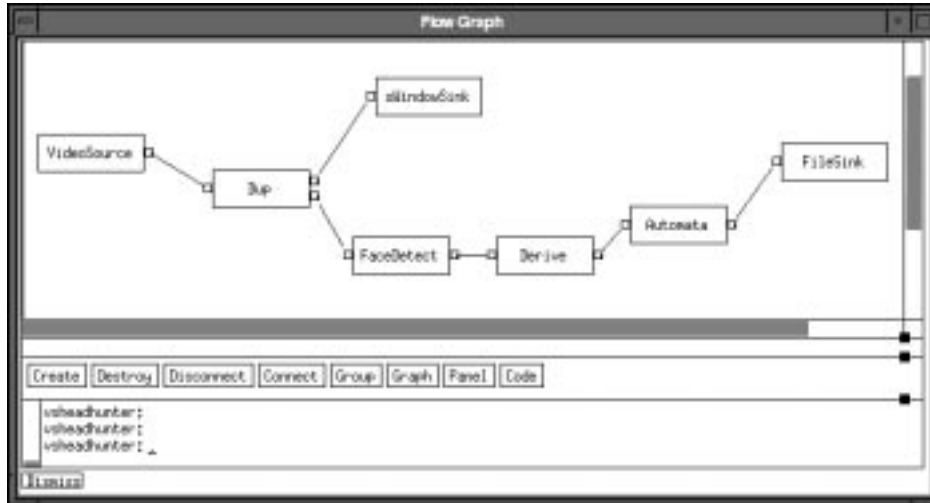 Flow Graph
xWindowSink
VideoSource
FileSink
Dup
Automata
FaceDetect
Derive
Create Destroy Disconnect Connect Group Graph Panel Code
vsheadhunter:
vsheadhunter:
vsheadhunter:
Dismiss